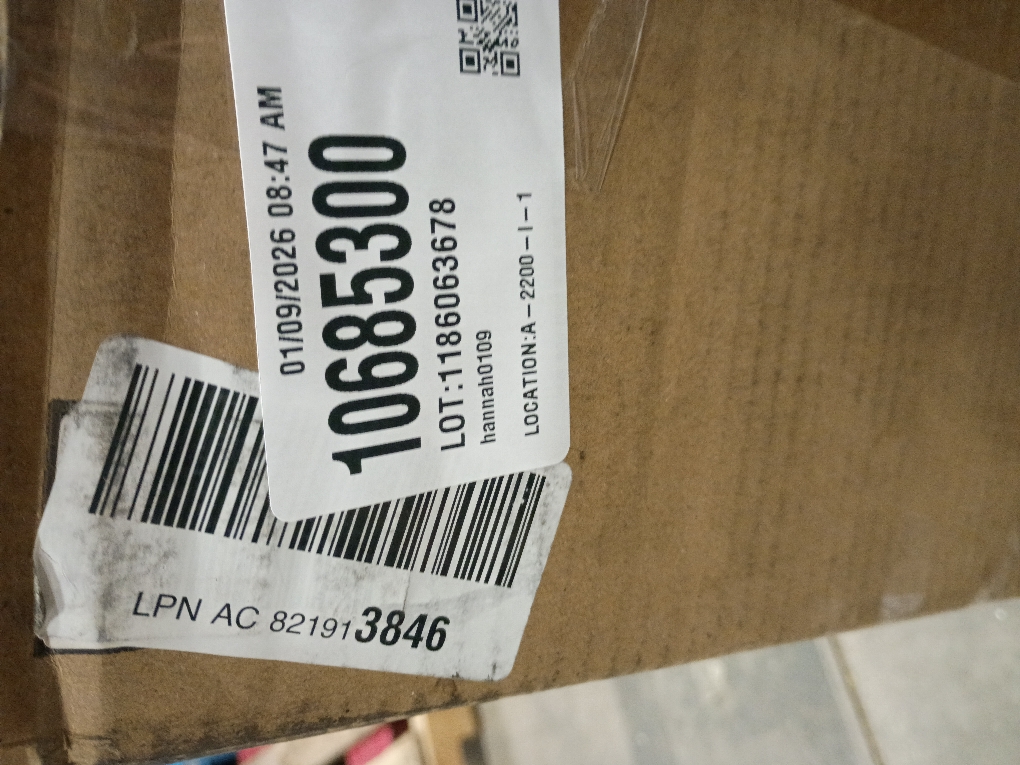 01/09/2026 08:47 AM
10685300
LOT:1186063678
hannah0109
LOCATION:A-2200-I-1
LPN AC 821913846